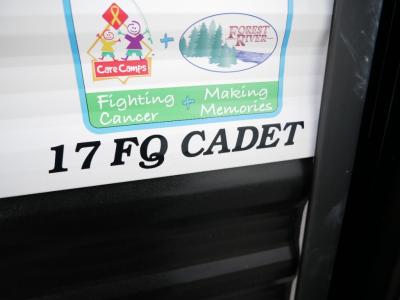 Care Camps
+
FOREST
RIVER
Fighting + Making
Cancer Memories
17 FQ CADET